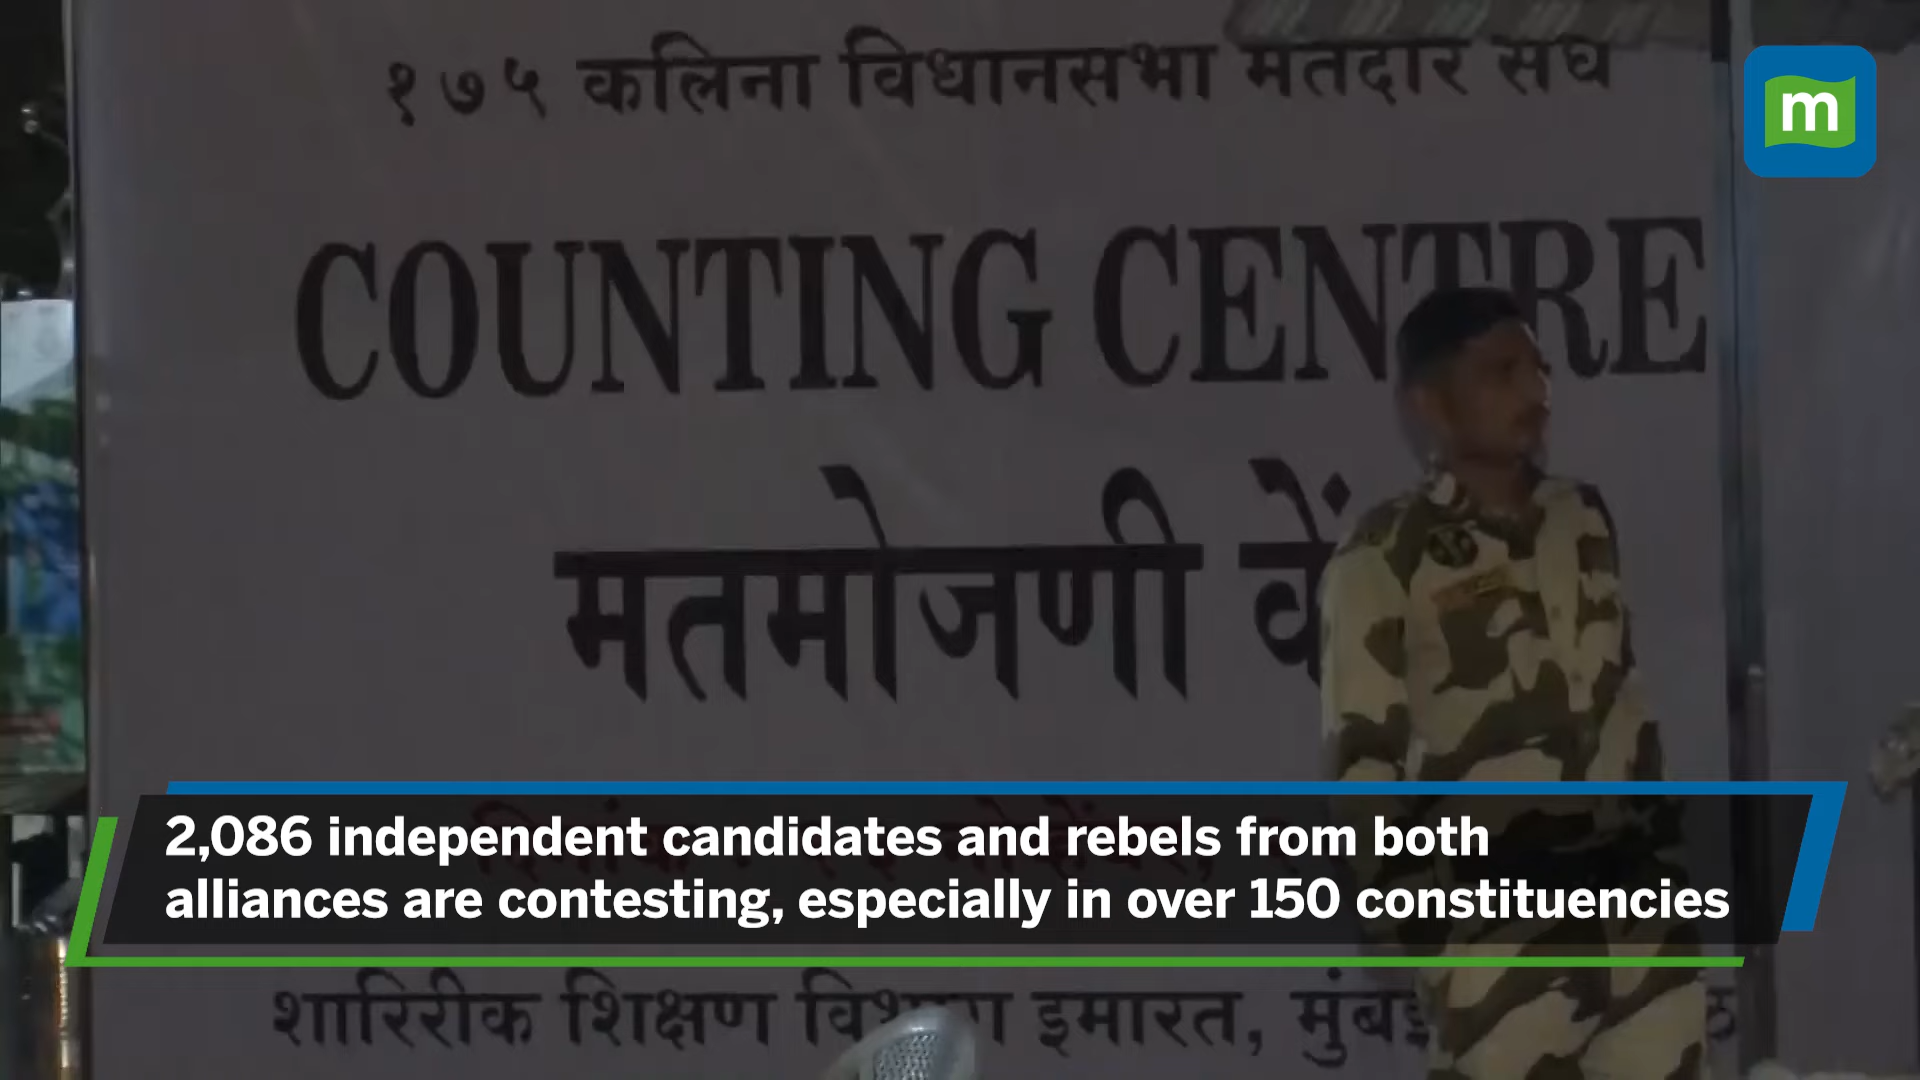 १७५ कलिना विधानसभा मतदार संघ
m
COUNTING CENTRE
मतमोजणी
2,086 independent candidates and rebels from both
alliances are contesting, especially in over 150 constituencies
शारिरीक शिक्षण इमारत,